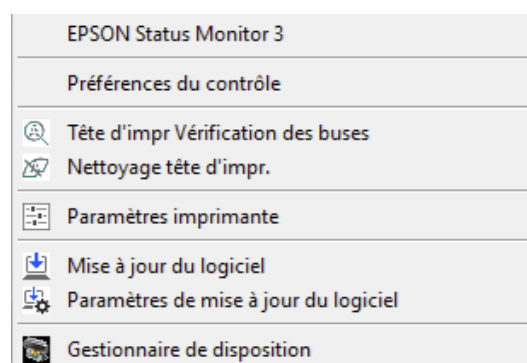 EPSON Status Monitor 3
Préférences du contrôle
Tête d'impr Vérification des buses
Nettoyage tête d'impr.
Paramètres imprimante
Mise à jour du logiciel
Paramètres de mise à jour du logiciel
Gestionnaire de disposition